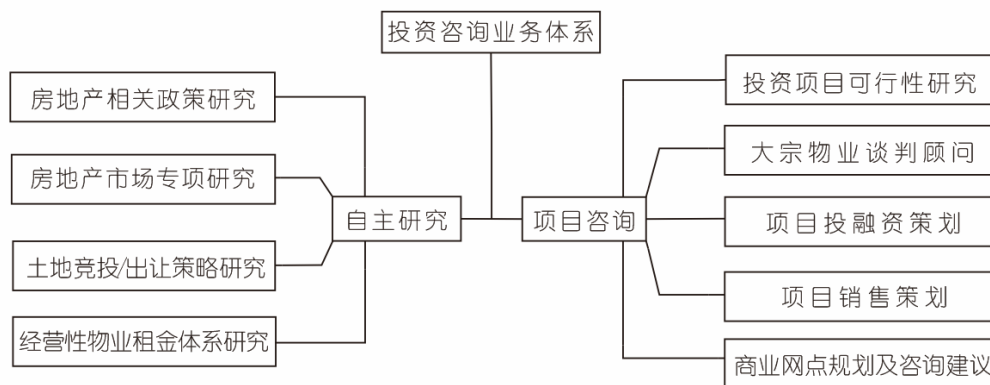 投资咨询业务体系
房地产相关政策研究
房地产市场专项研究
土地竞投/出让策略研究
经营性物业租金体系研究
自主研究
项目咨询
投资项目可行性研究
大宗物业谈判顾问
项目投融资策划
项目销售策划
商业网点规划及咨询建议